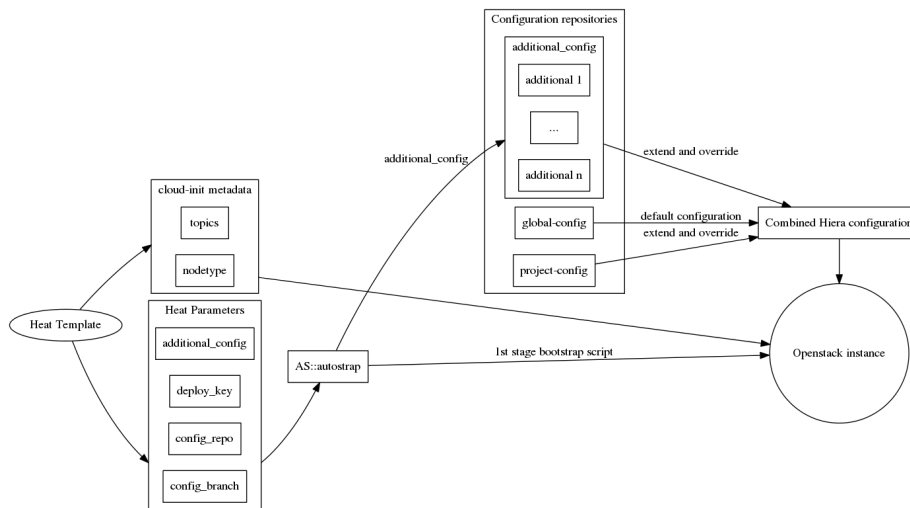 Configuration repositories
additional_config
additional 1
...
additional n
extend and override
additional_config
cloud-init metadata
topics
nodetype
global-config
default configuration
extend and override
Combined Hiera configuration
project-config
Heat Template
Heat Parameters
additional_config
deploy_key
config_repo
config_branch
AS::autostrap
1st stage bootstrap script
Openstack instance